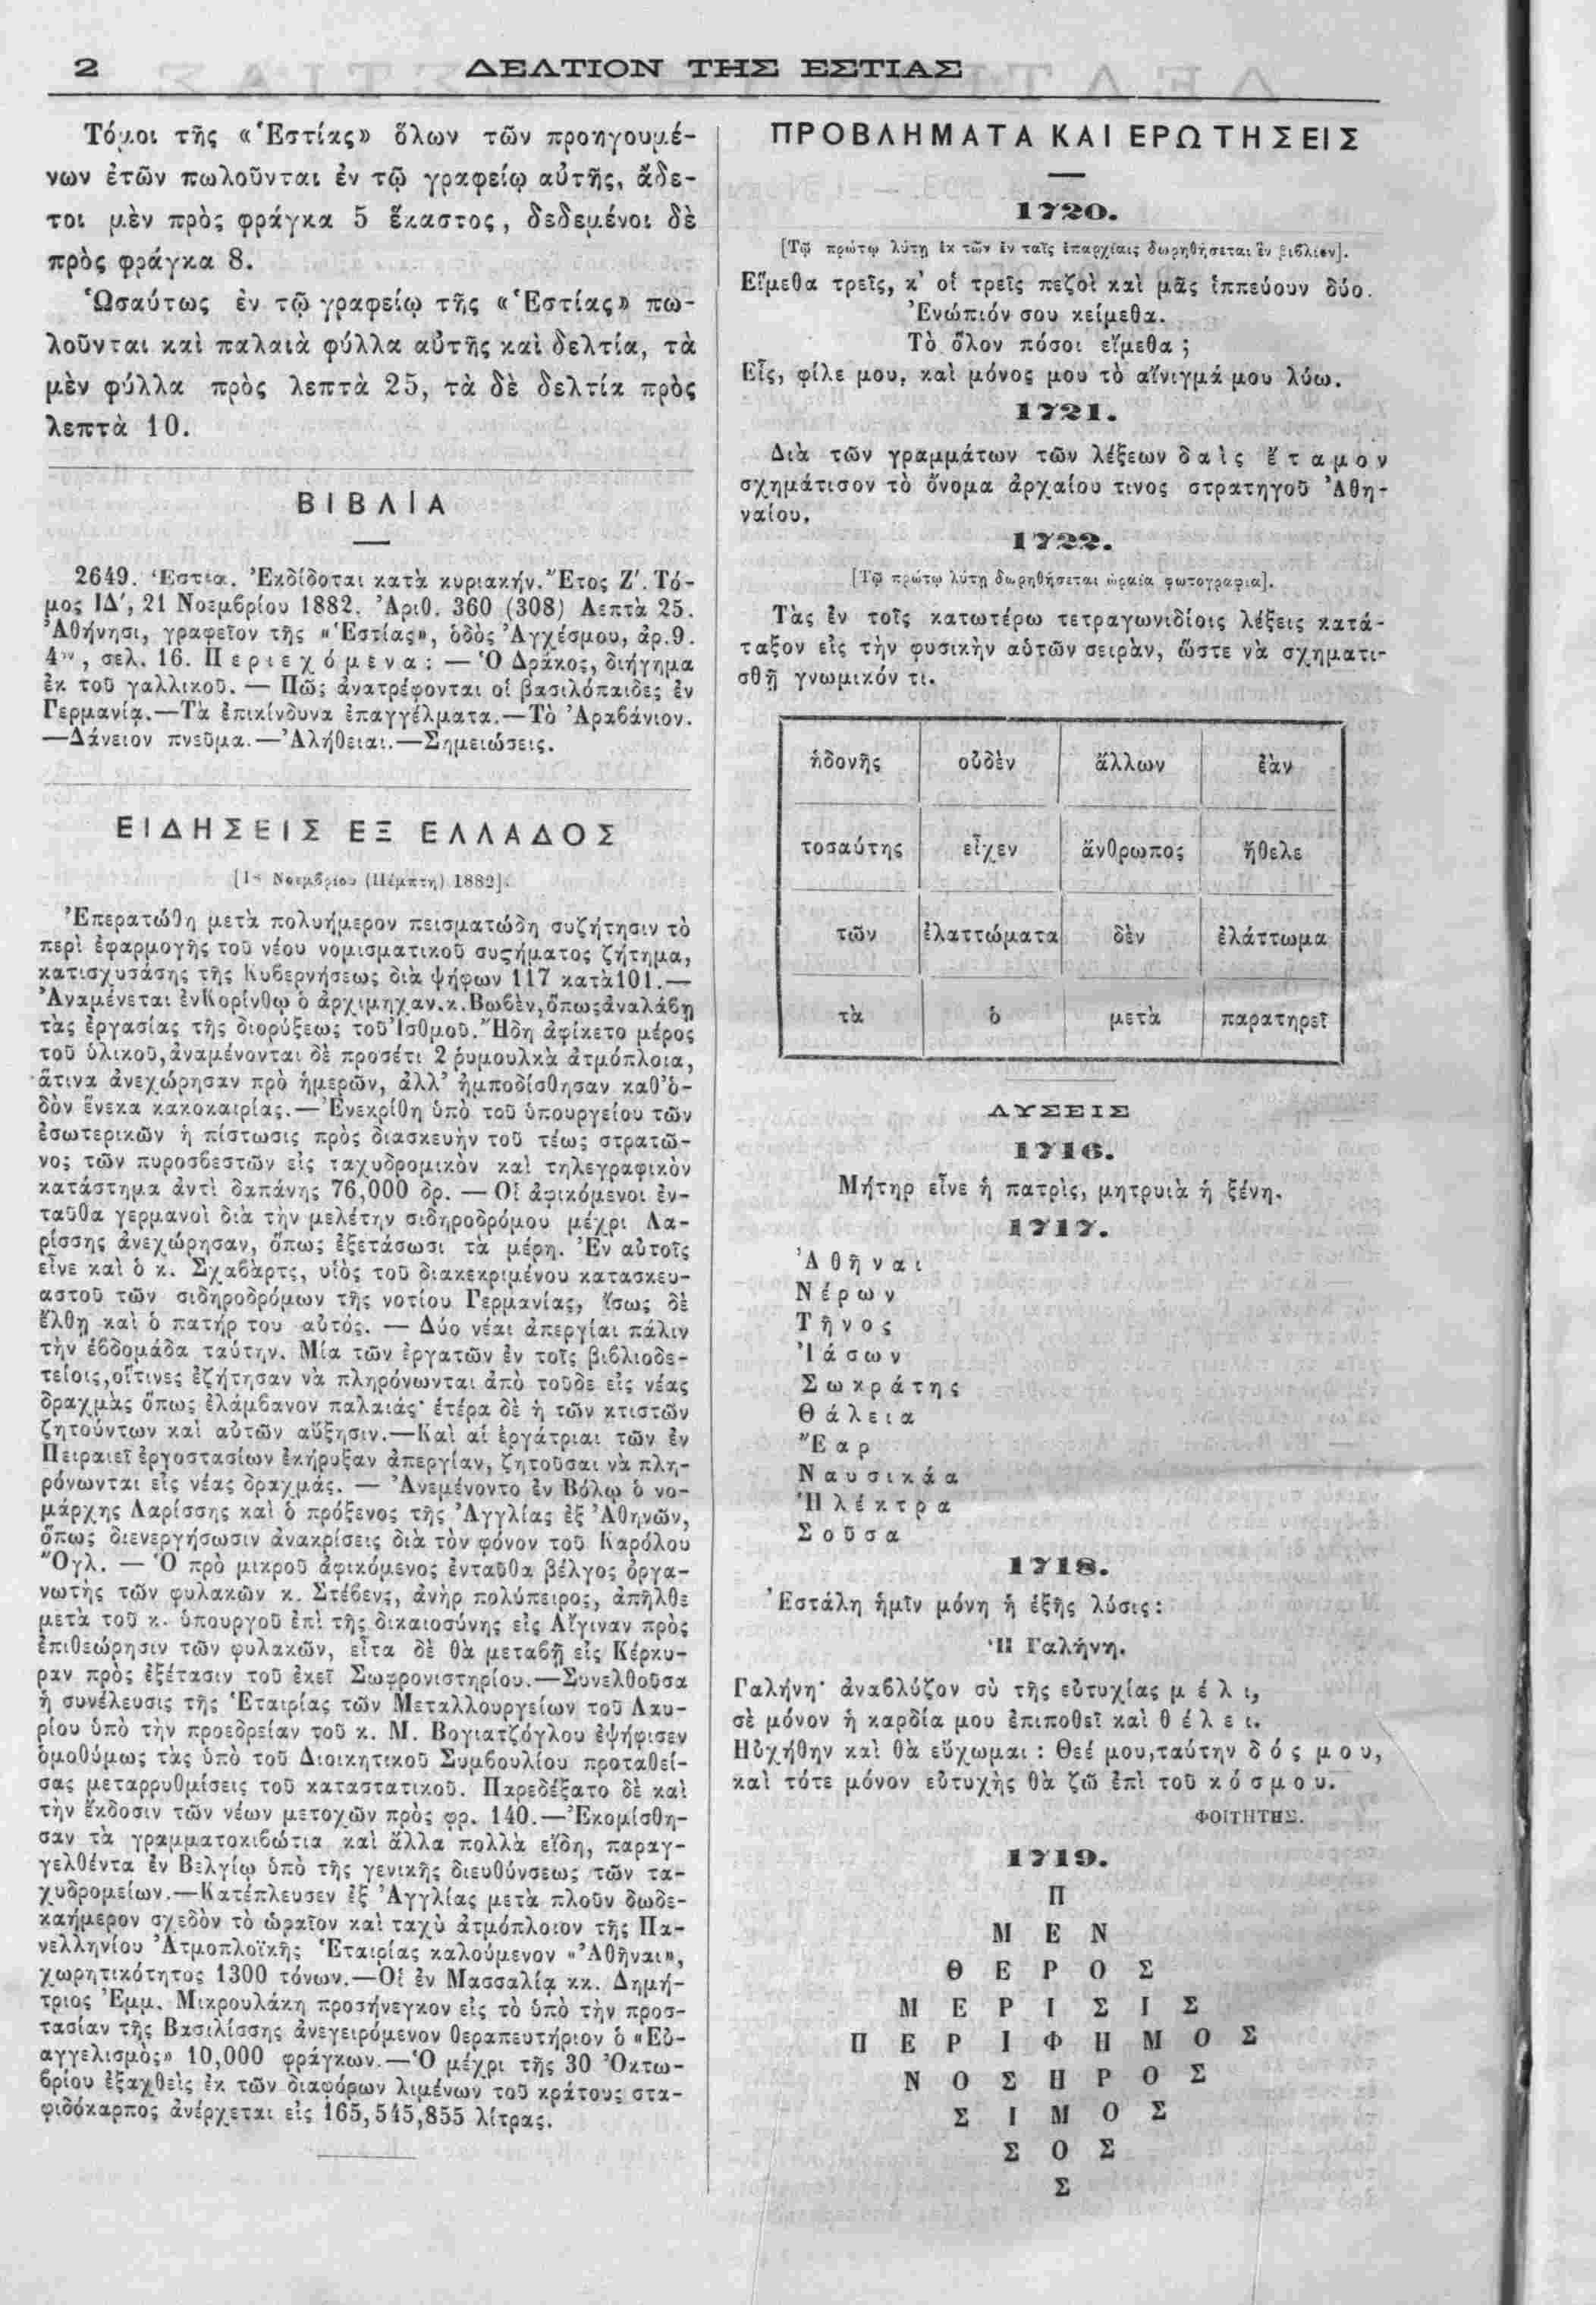 2
ΔΕΛΤΙΟΝ ΤΗΣ ΕΣΤΙΑΣ
Τόμοι τῆς «Ἑστίας» ὅλων τῶν προηγουμέ-
νων ἐτῶν πωλοῦνται ἐν τῷ γραφείῳ αὐτῆς, ἄδε-
τοι μὲν πρὸς φράγκα 5 ἕκαστος, δεδεμένοι δὲ
πρὸς φράγκα 8.
Ὡσαύτως ἐν τῷ γραφείῳ τῆς «Ἑστίας» πω-
λοῦνται καὶ παλαιὰ φύλλα αὐτῆς καὶ δελτία, τὰ
μὲν φύλλα πρὸς λεπτὰ 25, τὰ δὲ δελτία πρὸς
λεπτὰ 10.
ΒΙΒΛΙΑ
2649. Ἑστία. Ἐκδίδοται κατὰ κυριακήν. Ἔτος Ζ΄. Τό-
μος ΙΔ΄, 21 Νοεμβρίου 1882. Ἀριθ. 360 (308) Λεπτὰ 25.
Ἀθήνησι, γραφεῖον τῆς «Ἑστίας», ὁδὸς Ἀγχέσμου, ἀρ. 9.
4ον, σελ. 16. Περιεχόμενα: — Ὁ Δράκος, διήγημα
ἐκ τοῦ γαλλικοῦ. — Πῶς ἀνατρέφονται οἱ βασιλόπαιδες ἐν
Γερμανίᾳ.—Τὰ ἐπικίνδυνα ἐπαγγέλματα.—Τὸ Ἀραβάνιον.
—Δάνειον πνεῦμα.—Ἀλήθειαι.—Σημειώσεις.
ΕΙΔΗΣΕΙΣ ΕΞ ΕΛΛΑΔΟΣ
Νοεμβρίου (Πέμπτη) 1882].
Ἐπερατώθη μετὰ πολυήμερον πεισματώδη συζήτησιν τὸ
περὶ ἐφαρμογῆς τοῦ νέου νομισματικοῦ συστήματος ζήτημα,
κατισχυσάσης τῆς Κυβερνήσεως διὰ ψήφων 117 κατὰ 101.—
Ἀναμένεται ἐν Κορίνθῳ ὁ ἀρχιμηχαν. κ. Βωβὲν, ὅπως ἀναλάβῃ
τὰς ἐργασίας τῆς διορύξεως τοῦ Ἰσθμοῦ. Ἤδη ἀφίκετο μέρος
τοῦ ὑλικοῦ, ἀναμένονται δὲ προσέτι 2 ῥυμουλκὰ ἀτμόπλοια,
ἅτινα ἀνεχώρησαν πρὸ ἡμερῶν, ἀλλ’ ἠμποδίσθησαν καθ’ ὁ-
δὸν ἕνεκα κακοκαιρίας.—Ἐνεκρίθη ὑπὸ τοῦ ὑπουργείου τῶν
ἐσωτερικῶν ἡ πίστωσις πρὸς διασκευὴν τοῦ τέως στρατῶ-
νος τῶν πυροσβεστῶν εἰς ταχυδρομικὸν καὶ τηλεγραφικὸν
κατάστημα ἀντὶ δαπάνης 76,000 δρ. — Οἱ ἀφικόμενοι ἐν-
ταῦθα γερμανοὶ διὰ τὴν μελέτην σιδηροδρόμου μέχρι Λα-
ρίσσης ἀνεχώρησαν, ὅπως ἐξετάσωσι τὰ μέρη. Ἐν αὐτοῖς
εἶνε καὶ ὁ κ. Σχαβὰρτς, υἱὸς τοῦ διακεκριμένου κατασκευ-
αστοῦ τῶν σιδηροδρόμων τῆς νοτίου Γερμανίας, ἴσως δὲ
ἔλθῃ καὶ ὁ πατήρ του αὐτός. — Δύο νέαι ἀπεργίαι πάλιν
τὴν ἑβδομάδα ταύτην. Μία τῶν ἐργατῶν ἐν τοῖς βιβλιοδε-
τείοις, οἵτινες ἐζήτησαν νὰ πληρόνωνται ἀπὸ τοῦδε εἰς νέας
δραχμὰς ὅπως ἐλάμβανον παλαιάς· ἑτέρα δὲ ἡ τῶν κτιστῶν
ζητούντων καὶ αὐτῶν αὔξησιν.—Καὶ αἱ ἐργάτριαι τῶν ἐν
Πειραιεῖ ἐργοστασίων ἐκήρυξαν ἀπεργίαν, ζητοῦσαι νὰ πλη-
ρόνωνται εἰς νέας δραχμάς. — Ἀνεμένοντο ἐν Βόλῳ ὁ νο-
μάρχης Λαρίσσης καὶ ὁ πρόξενος τῆς Ἀγγλίας ἐξ Ἀθηνῶν,
ὅπως διενεργήσωσιν ἀνακρίσεις διὰ τὸν φόνον τοῦ Καρόλου
Ὄγλ. — Ὁ πρὸ μικροῦ ἀφικόμενος ἐνταῦθα βέλγος ὀργα-
νωτὴς τῶν φυλακῶν κ. Στέβενς, ἀνὴρ πολύπειρος, ἀπῆλθε
μετὰ τοῦ κ. ὑπουργοῦ ἐπὶ τῆς δικαιοσύνης εἰς Αἴγιναν πρὸς
ἐπιθεώρησιν τῶν φυλακῶν, εἶτα δὲ θὰ μεταβῇ εἰς Κέρκυ-
ραν πρὸς ἐξέτασιν τοῦ ἐκεῖ Σωφρονιστηρίου.—Συνελθοῦσα
ἡ συνέλευσις τῆς Ἑταιρίας τῶν Μεταλλουργείων τοῦ Λαυ-
ρίου ὑπὸ τὴν προεδρείαν τοῦ κ. Μ. Βογιατζόγλου ἐψήφισεν
ὁμοθύμως τὰς ὑπὸ τοῦ Διοικητικοῦ Συμβουλίου προταθεί-
σας μεταρρυθμίσεις τοῦ καταστατικοῦ. Παρεδέξατο δὲ καὶ
τὴν ἔκδοσιν τῶν νέων μετοχῶν πρὸς φρ. 140.—Ἐκομίσθη-
σαν τὰ γραμματοκιβώτια καὶ ἄλλα πολλὰ εἴδη, παραγ-
γελθέντα ἐν Βελγίῳ ὑπὸ τῆς γενικῆς διευθύνσεως τῶν τα-
χυδρομείων.—Κατέπλευσεν ἐξ Ἀγγλίας μετὰ πλοῦν δωδε-
καήμερον σχεδὸν τὸ ὡραῖον καὶ ταχὺ ἀτμόπλοιον τῆς Πα-
νελληνίου Ἀτμοπλοϊκῆς Ἑταιρίας καλούμενον «Ἀθῆναι»,
χωρητικότητος 1300 τόνων.—Οἱ ἐν Μασσαλίᾳ κκ. Δημή-
τριος Ἐμμ. Μικρουλάκη προσήνεγκον εἰς τὸ ὑπὸ τὴν προσ-
τασίαν τῆς Βασιλίσσης ἀνεγειρόμενον θεραπευτήριον ὁ «Εὐ-
αγγελισμὸς» 10,000 φράγκων.—Ὁ μέχρι τῆς 30 Ὀκτω-
βρίου ἐξαχθεὶς ἐκ τῶν διαφόρων λιμένων τοῦ κράτους στα-
φιδόκαρπος ἀνέρχεται εἰς 165,545,855 λίτρας.
ΠΡΟΒΛΗΜΑΤΑ ΚΑΙ ΕΡΩΤΗΣΕΙΣ
1720.
[Τῷ πρώτῳ λύτῃ ἐκ τῶν ἐν ταῖς ἐπαρχίαις δωρηθήσεται ἓν βιβλίον].
Εἴμεθα τρεῖς, κ’ οἱ τρεῖς πεζοὶ καὶ μᾶς ἱππεύουν δύο.
Ἐνώπιόν σου κείμεθα.
Τὸ ὅλον πόσοι εἴμεθα ;
Εἷς, φίλε μου, καὶ μόνος μου τὸ αἴνιγμά μου λύω.
1721.
Διὰ τῶν γραμμάτων τῶν λέξεων δαὶς ἔταμον
σχημάτισον τὸ ὄνομα ἀρχαίου τινος στρατηγοῦ Ἀθη-
ναίου.
1722.
[Τῷ πρώτῳ λύτῃ δωρηθήσεται ὡραία φωτογραφία].
Τὰς ἐν τοῖς κατωτέρω τετραγωνιδίοις λέξεις κατά-
ταξον εἰς τὴν φυσικὴν αὑτῶν σειρὰν, ὥστε νὰ σχηματι-
σθῇ γνωμικόν τι.
ἡδονῆς οὐδὲν ἄλλων ἐὰν
τοσαύτης εἶχεν ἄνθρωπος ἤθελε
τῶν ἐλαττώματα δὲν ἐλάττωμα
τὰ ὁ μετὰ παρατηρεῖ
ΛΥΣΕΙΣ
1716.
Μήτηρ εἶνε ἡ πατρὶς, μητρυιὰ ἡ ξένη.
1717.
Ἀθῆναι
Νέρων
Τῆνος
Ἰάσων
Σωκράτης
Θάλεια
Ἔαρ
Ναυσικάα
Ἠλέκτρα
Σοῦσα
1718.
Ἐστάλη ἡμῖν μόνη ἡ ἑξῆς λύσις:
Ἡ Γαλήνη.
Γαλήνη· ἀναβλύζον σὺ τῆς εὐτυχίας μέλι,
σὲ μόνον ἡ καρδία μου ἐπιποθεῖ καὶ θέλει.
Ηὐχήθην καὶ θὰ εὔχωμαι : Θεέ μου, ταύτην δός μου,
καὶ τότε μόνον εὐτυχὴς θὰ ζῶ ἐπὶ τοῦ κόσμου.
ΦΟΙΤΗΤΗΣ.
1719.
Π
Μ Ε Ν
Θ Ε Ρ Ο Σ
Μ Ε Ρ Ι Σ Ι Σ
Π Ε Ρ Ι Φ Η Μ Ο Σ
Ν Ο Σ Η Ρ Ο Σ
Σ Ι Μ Ο Σ
Σ Ο Σ
Σ